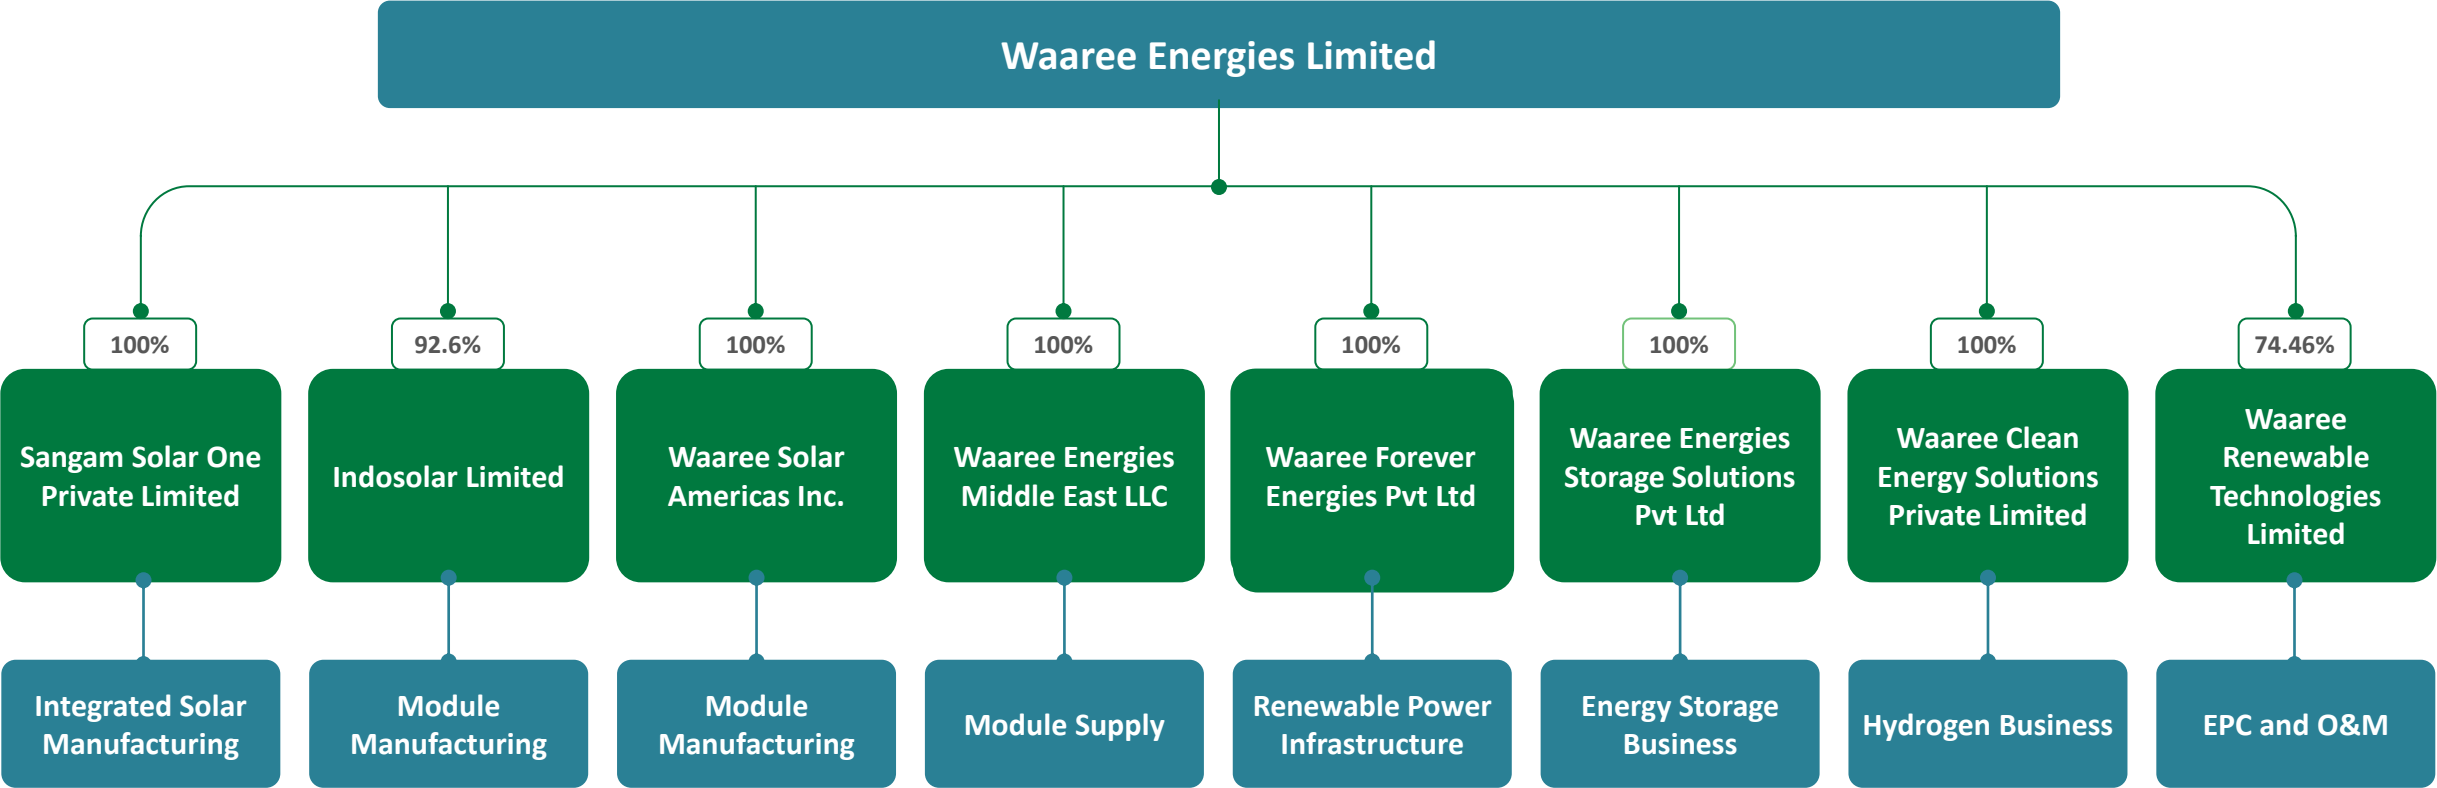 Waaree Energies Limited
100%
92.6%
100%
100%
100%
100%
100%
74.46%
Sangam Solar One
Private Limited
Indosolar Limited
Waaree Solar
Americas Inc.
Waaree Energies
Middle East LLC
Waaree Forever
Energies Pvt Ltd
Waaree Energies
Storage Solutions
Pvt Ltd
Waaree Clean
Energy Solutions
Private Limited
Waaree
Renewable
Technologies
Limited
Integrated Solar
Manufacturing
Module
Manufacturing
Module
Manufacturing
Module Supply
Renewable Power
Infrastructure
Energy Storage
Business
Hydrogen Business
EPC and O&M